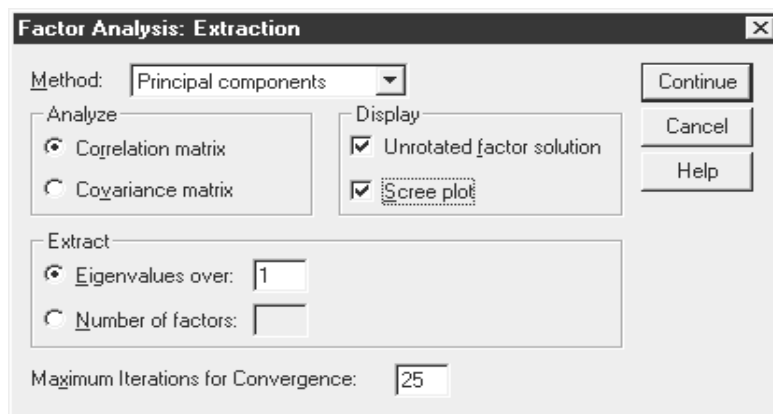 Factor Analysis: Extraction
Method: Principal components
Continue
Analyze
Display
Cancel
Correlation matrix
Unrotated factor solution
Help
Covariance matrix
Scree plot
Extract
Eigenvalues over: 1
Number of factors:
Maximum Iterations for Convergence: 25